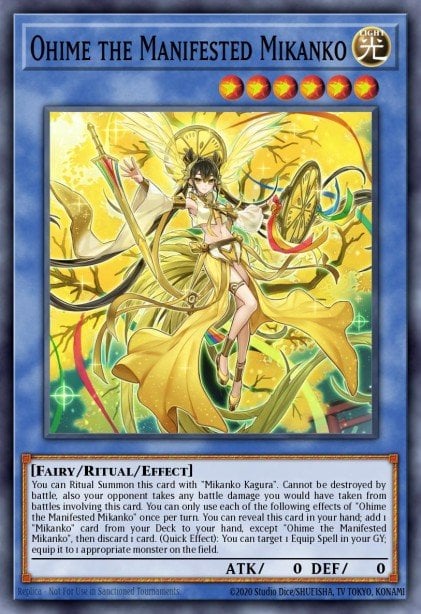 Ohime the Manifested Mikanko
LIGHT
光
[Fairy/Ritual/Effect]
You can Ritual Summon this card with "Mikanko Kagura". Cannot be destroyed by
battle, also your opponent takes any battle damage you would have taken from
battles involving this card. You can only use each of the following effects of "Ohime
the Manifested Mikanko" once per turn. You can reveal this card in your hand; add 1
"Mikanko" card from your Deck to your hand, except "Ohime the Manifested
Mikanko", then discard 1 card. (Quick Effect): You can target 1 Equip Spell in your GY;
equip it to 1 appropriate monster on the field.
ATK/ 0 DEF/ 0
Replica - Not For Use in Sanctioned Tournaments. ©2020 Studio Dice/SHUEISHA, TV TOKYO, KONAMI